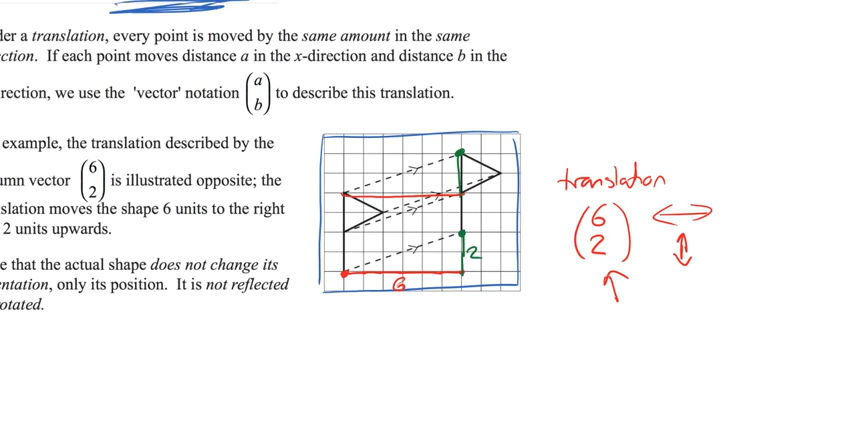 der a translation, every point is moved by the same amount in the same
ction. If each point moves distance a in the x-direction and distance b in the
rection, we use the 'vector' notation (a b) to describe this translation.
example, the translation described by the
umn vector (6 2) is illustrated opposite; the
slation moves the shape 6 units to the right
2 units upwards.
e that the actual shape does not change its
entation, only its position. It is not reflected
rotated.
2
6
translation
(6
2)